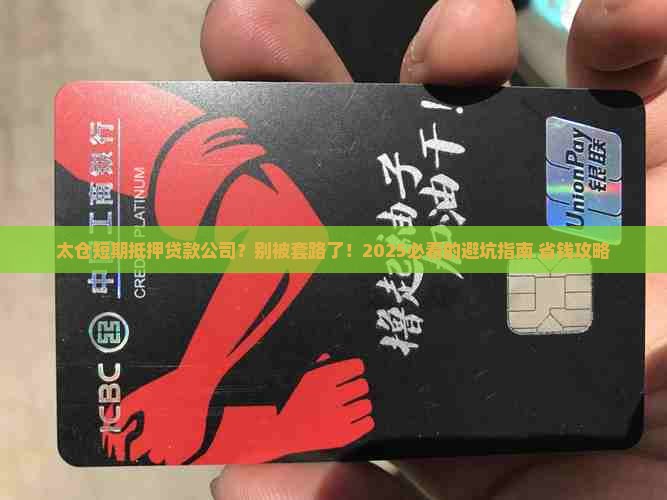 中国工商银行
CREDIT PLATINUM
ICBC
撸起袖子
加油干!
UnionPay
银联
太仓短期抵押贷款公司？别被套路了！2025必看的避坑指南,省钱攻略